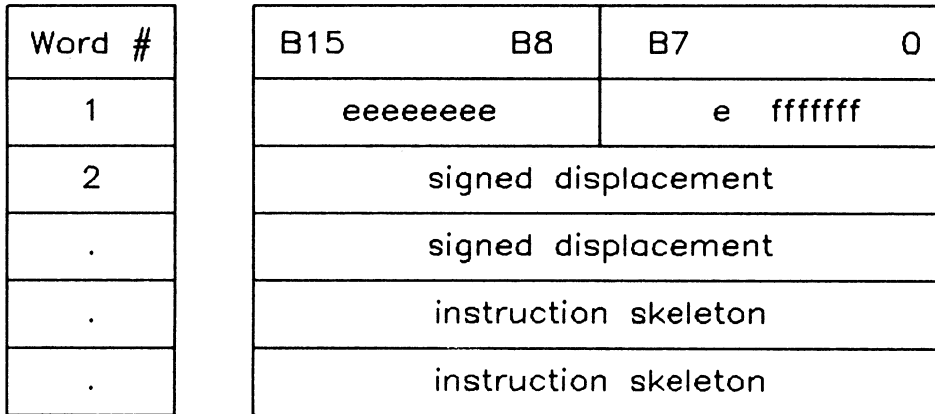 Word # B15 B8 B7 0
1 eeeeeeee e fffffff
2 signed displacement
. signed displacement
. instruction skeleton
. instruction skeleton